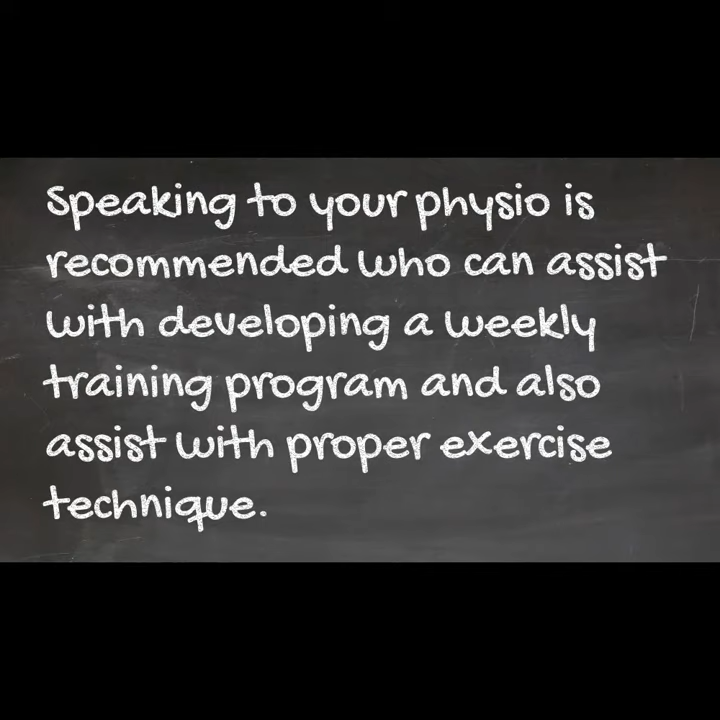 Speaking to your physio is
recommended who can assist
with developing a weekly
training program and also
assist with proper exercise
technique.